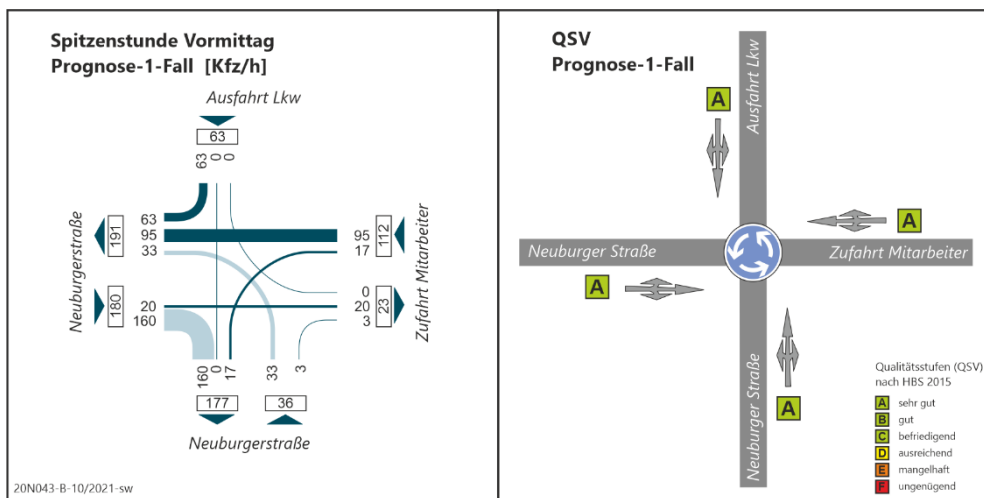 Spitzenstunde Vormittag
Prognose-1-Fall [Kfz/h]
Ausfahrt Lkw
63
63 0 0
Neuburgerstraße
191
180
63
95
33
20
160
95
17
0
20
3
112
23
Zufahrt Mitarbeiter
160 0 17 33 3
177 36
Neuburgerstraße
20N043-B-10/2021-sw
QSV
Prognose-1-Fall
Ausfahrt Lkw
A
A
Neuburger Straße
Zufahrt Mitarbeiter
A
A
Neuburger Straße
Qualitätsstufen (QSV)
nach HBS 2015
A sehr gut
B gut
C befriedigend
D ausreichend
E mangelhaft
F ungenügend